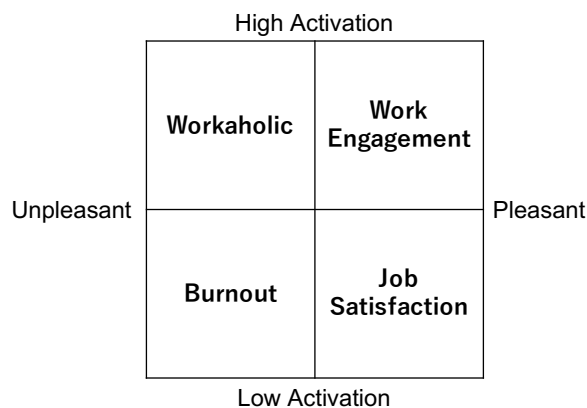 High Activation
Workaholic
Work
Engagement
Unpleasant
Pleasant
Burnout
Job
Satisfaction
Low Activation